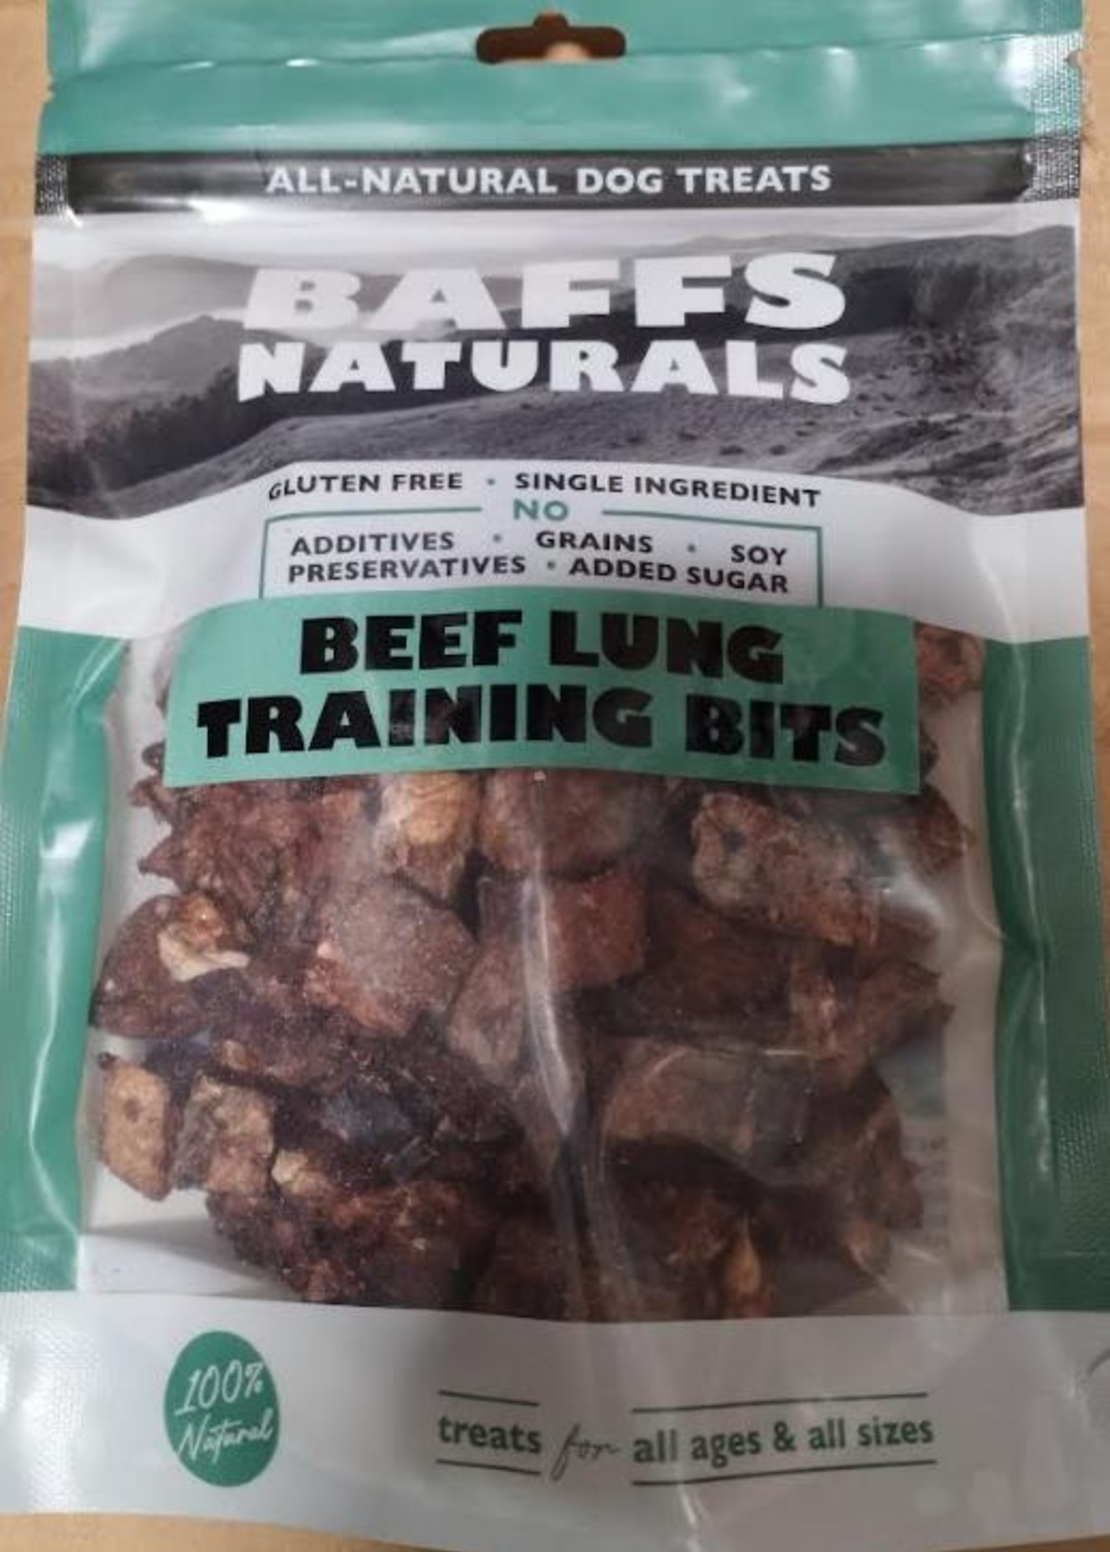 ALL-NATURAL DOG TREATS
BAFFS
NATURALS
GLUTEN FREE • SINGLE INGREDIENT
NO
ADDITIVES • GRAINS • SOY
PRESERVATIVES • ADDED SUGAR
BEEF LUNG
TRAINING BITS
100%
Natural
treats for all ages & all sizes